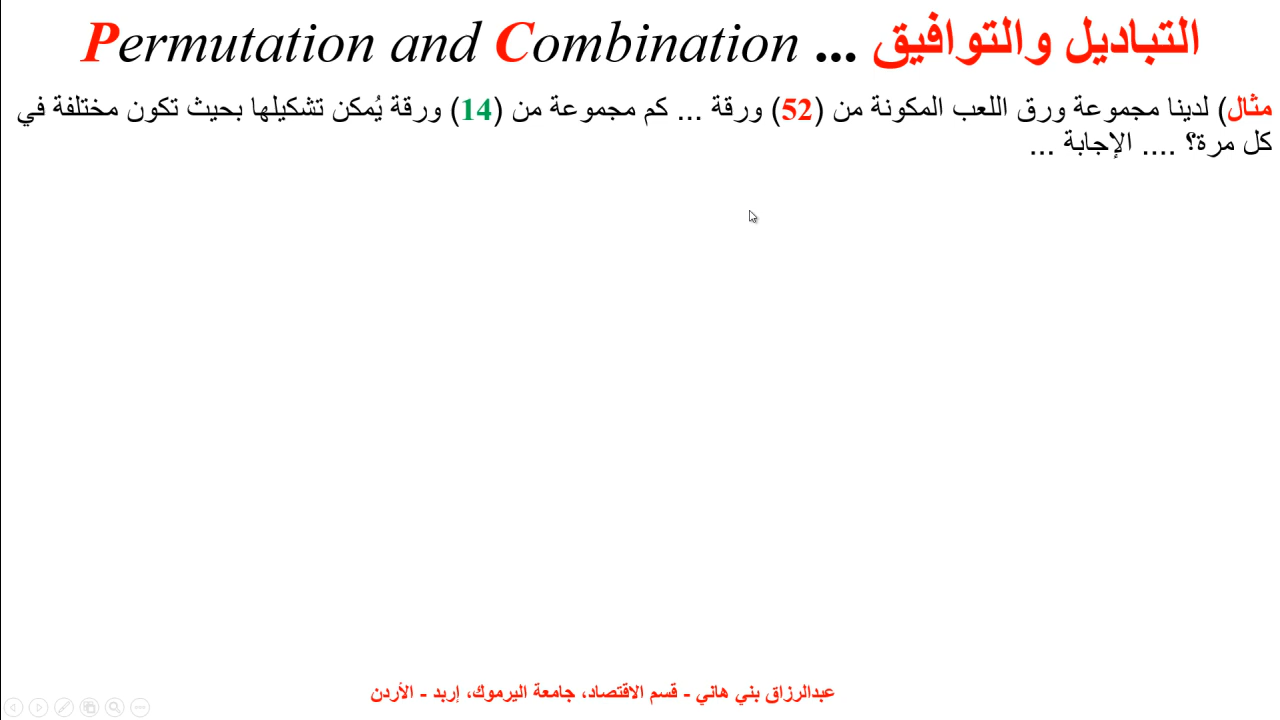 التباديل والتوافيق ... Permutation and Combination
مثال) لدينا مجموعة ورق اللعب المكونة من (52) ورقة ... كم مجموعة من (14) ورقة يُمكن تشكيلها بحيث تكون مختلفة في
كل مرة؟ .... الإجابة ...
عبدالرزاق بني هاني - قسم الاقتصاد، جامعة اليرموك، إربد - الأردن